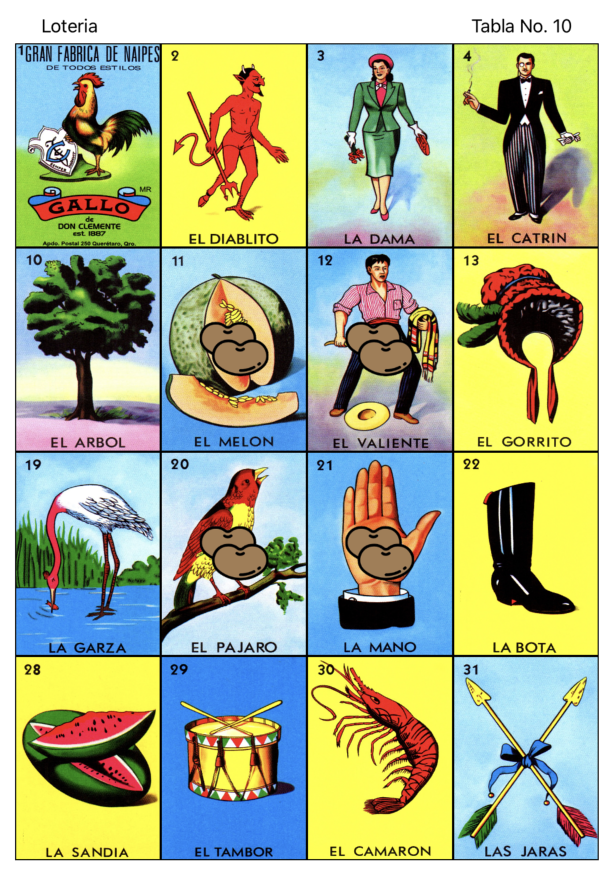 Loteria
Tabla No. 10
1
GRAN FABRICA DE NAIPES
DE TODOS ESTILOS
MR
GALLO
de
DON CLEMENTE
est. 1887
Apdo. Postal 250 Querétaro, Qro.
2
EL DIABLITO
3
LA DAMA
4
EL CATRIN
10
EL ARBOL
11
EL MELON
12
EL VALIENTE
13
EL GORRITO
19
LA GARZA
20
EL PAJARO
21
LA MANO
22
LA BOTA
28
LA SANDIA
29
EL TAMBOR
30
EL CAMARON
31
LAS JARAS